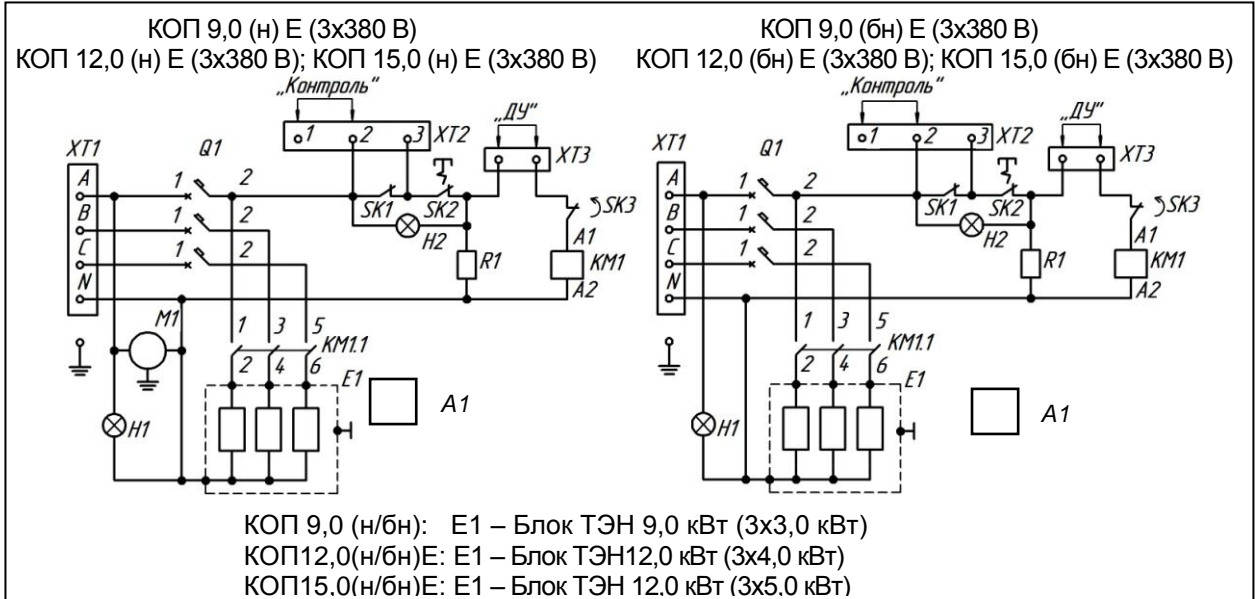 КОП 9,0 (н) Е (3х380 В)
КОП 12,0 (н) Е (3х380 В); КОП 15,0 (н) Е (3х380 В)
„Контроль"
1 2 3 XT2
„ДУ"
XT3
XT1
Q1
A 1 2
B 1 2
C 1 2
N
SK1 SK2 SK3
H2
R1
A1
KM1
A2
M1
1 3 5
KM1.1
2 4 6
E1
H1
A1
КОП 9,0 (бн) Е (3х380 В)
КОП 12,0 (бн) Е (3х380 В); КОП 15,0 (бн) Е (3х380 В)
„Контроль"
1 2 3 XT2
„ДУ"
XT3
XT1
Q1
A 1 2
B 1 2
C 1 2
N
SK1 SK2 SK3
H2
R1
A1
KM1
A2
1 3 5
KM1.1
2 4 6
E1
H1
A1
КОП 9,0 (н/бн): Е1 – Блок ТЭН 9,0 кВт (3х3,0 кВт)
КОП12,0(н/бн)Е: Е1 – Блок ТЭН12,0 кВт (3х4,0 кВт)
КОП15,0(н/бн)Е: Е1 – Блок ТЭН 12,0 кВт (3х5,0 кВт)